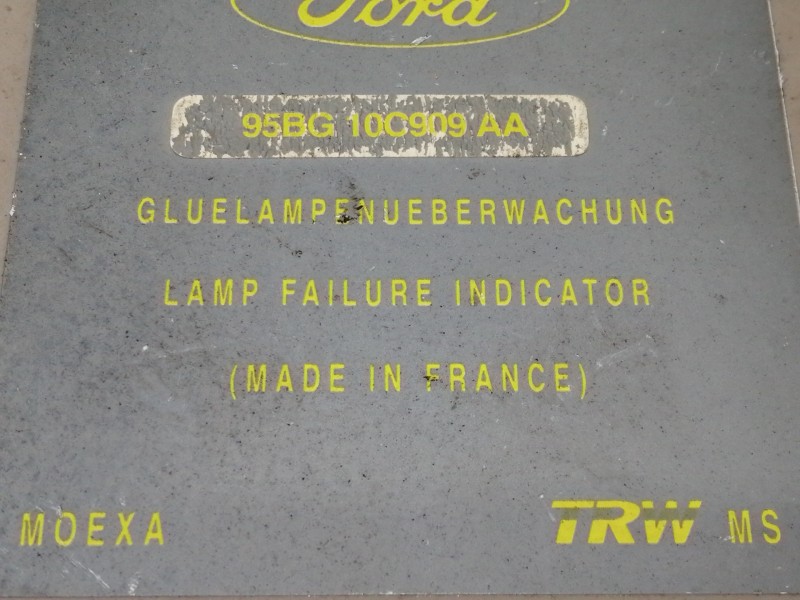 Ford
95BG 10C909 AA
GLUELAMPENUEBERWACHUNG
LAMP FAILURE INDICATOR
(MADE IN FRANCE)
MOEXA TRW MS